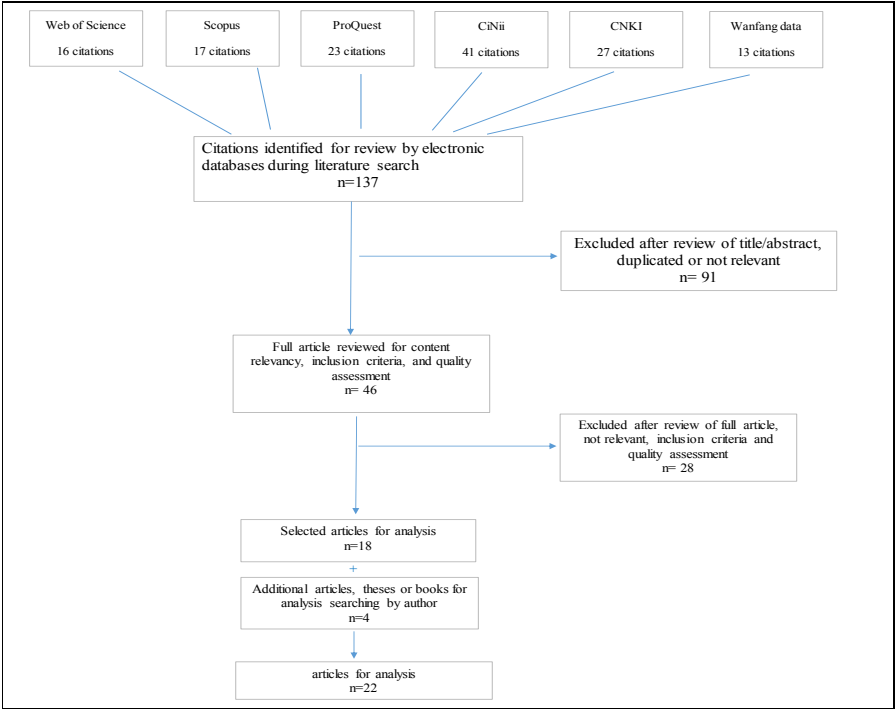 Web of Science
16 citations
Scopus
17 citations
ProQuest
23 citations
CiNii
41 citations
CNKI
27 citations
Wanfang data
13 citations
Citations identified for review by electronic
databases during literature search
n=137
Excluded after review of title/abstract,
duplicated or not relevant
n= 91
Full article reviewed for content
relevancy, inclusion criteria, and quality
assessment
n= 46
Excluded after review of full article,
not relevant, inclusion criteria and
quality assessment
n= 28
Selected articles for analysis
n=18
+
Additional articles, theses or books for
analysis searching by author
n=4
articles for analysis
n=22